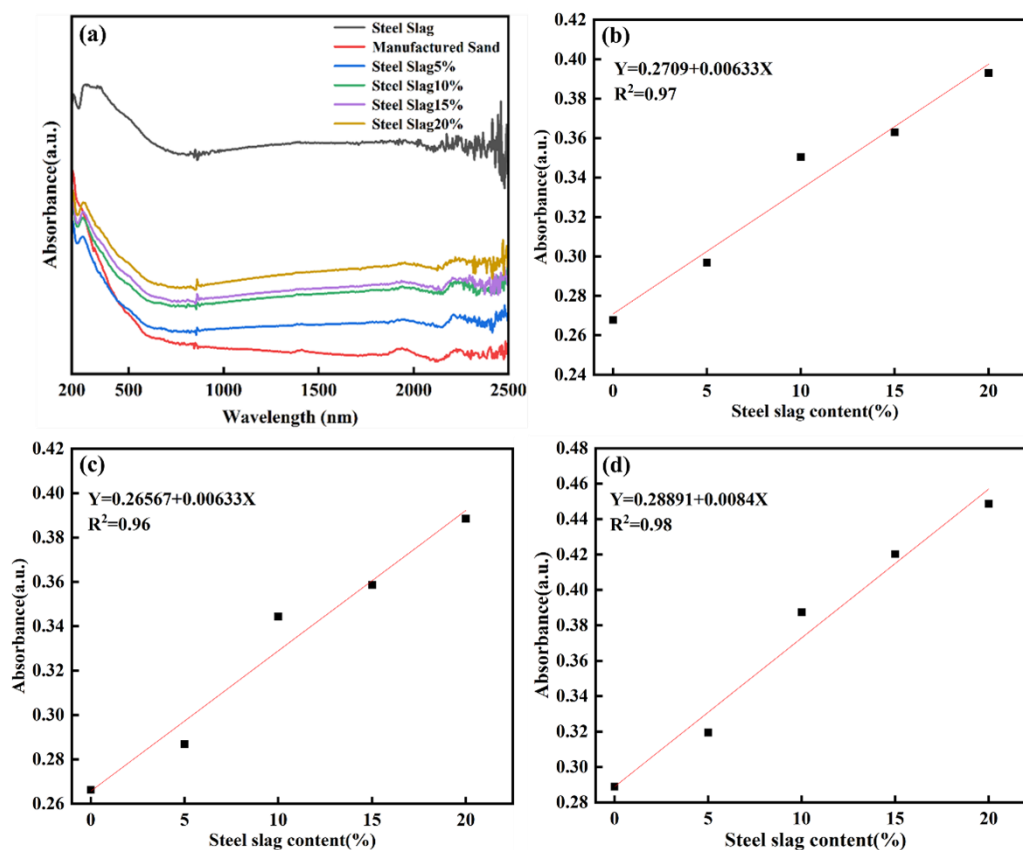 (a)
Steel Slag
Manufactured Sand
Steel Slag5%
Steel Slag10%
Steel Slag15%
Steel Slag20%
Absorbance(a.u.)
200 500 1000 1500 2000 2500
Wavelength (nm)
(b)
Y=0.2709+0.00633X
R²=0.97
0.42
0.40
0.38
0.36
0.34
0.32
0.30
0.28
0.26
0.24
Absorbance(a.u.)
0 5 10 15 20
Steel slag content(%)
(c)
Y=0.26567+0.00633X
R²=0.96
0.42
0.40
0.38
0.36
0.34
0.30
0.28
0.26
Absorbance(a.u.)
0 5 10 15 20
Steel slag content(%)
(d)
Y=0.28891+0.0084X
R²=0.98
0.48
0.46
0.44
0.42
0.40
0.38
0.36
0.32
0.29
0.28
Absorbance(a.u.)
0 5 10 15 20
Steel slag content(%)